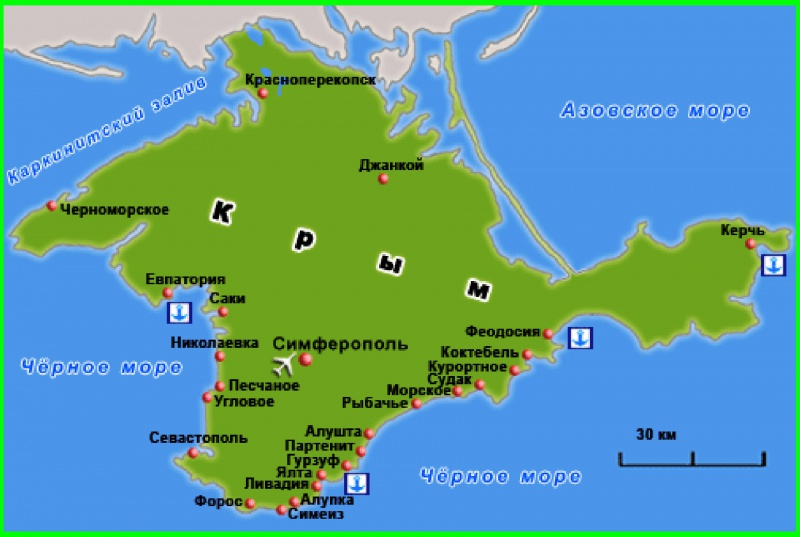 Красноперекопск
Каркинитский залив
Азовское море
Джанкой
Черноморское
Крым
Керчь
Евпатория
Саки
Феодосия
Николаевка
Симферополь
Коктебель
Курортное
Чёрное море
Судак
Песчаное
Морское
Угловое
Рыбачье
Алушта
30 км
Севастополь
Партенит
Гурзуф
Ялта
Чёрное море
Ливадия
Форос
Алупка
Симеиз